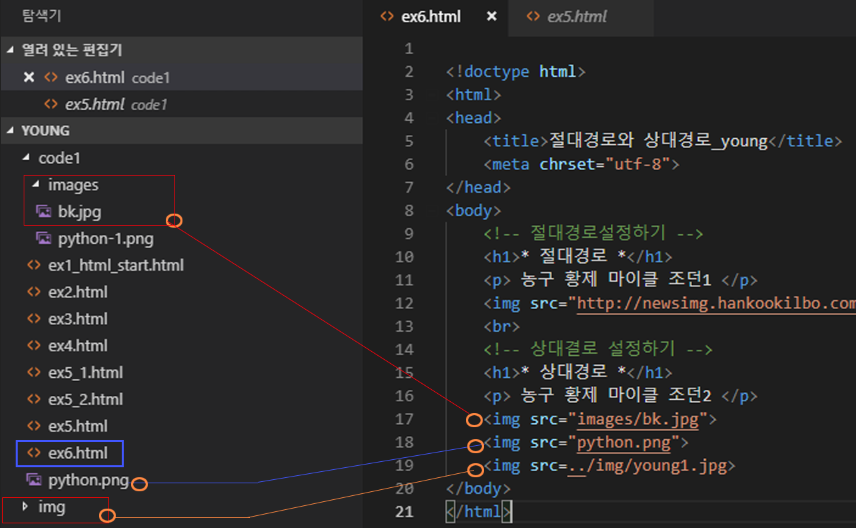 탐색기
열려 있는 편집기
ex6.html code1
ex5.html code1
YOUNG
code1
images
bk.jpg
python-1.png
ex1_html_start.html
ex2.html
ex3.html
ex4.html
ex5_1.html
ex5_2.html
ex5.html
ex6.html
python.png
img
ex6.html ex5.html
1
2 <!doctype html>
3 <html>
4 <head>
5 <title>절대경로와 상대경로_young</title>
6 <meta chrset="utf-8">
7 </head>
8 <body>
9 <!-- 절대경로설정하기 -->
10 <h1>* 절대경로 *</h1>
11 <p> 농구 황제 마이클 조던1 </p>
12 <img src="http://newsimg.hankookilbo.com
13 <br>
14 <!-- 상대결로 설정하기 -->
15 <h1>* 상대경로 *</h1>
16 <p> 농구 황제 마이클 조던2 </p>
17 <img src="images/bk.jpg">
18 <img src="python.png">
19 <img src=../img/young1.jpg>
20 </body>
21 </html>